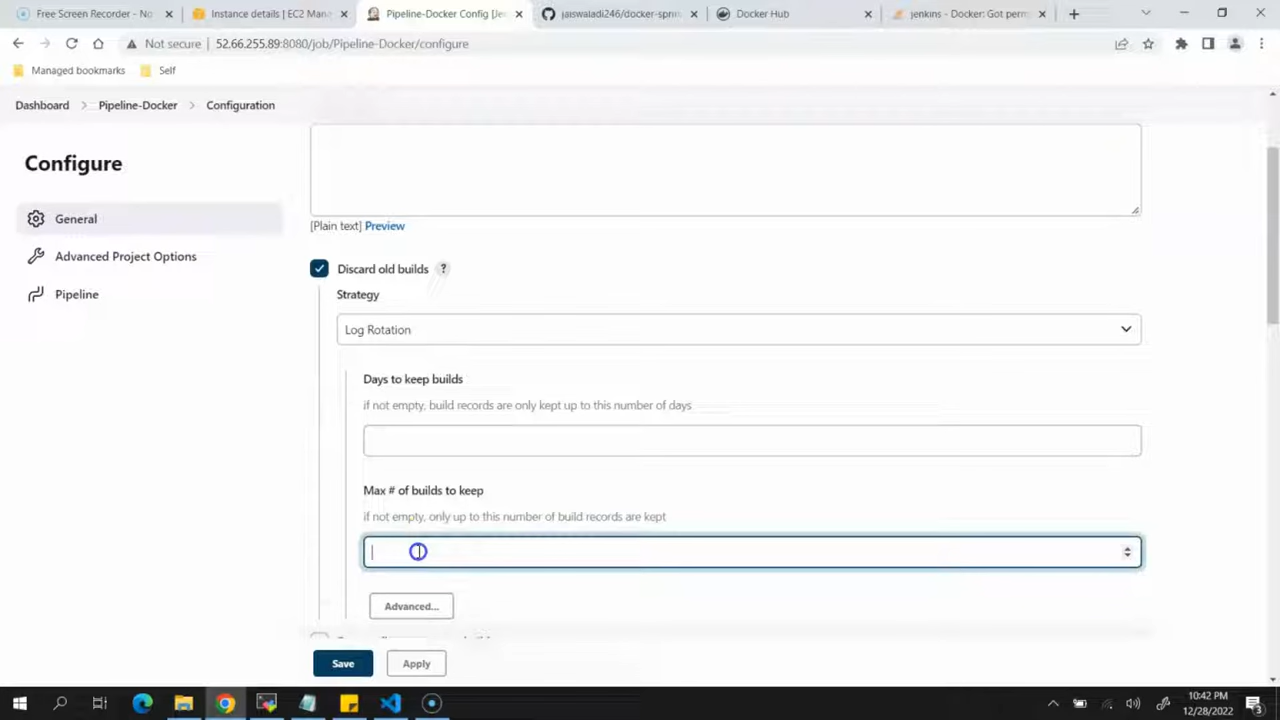 Free Screen Recorder - No
Instance details | EC2 Mana
Pipeline-Docker Config [Je
jaiswaladi246/docker-spri
Docker Hub
jenkins - Docker: Got perm
Not secure
52.66.255.89:8080/job/Pipeline-Docker/configure
Managed bookmarks
Self
Dashboard
Pipeline-Docker
Configuration
Configure
General
Advanced Project Options
Pipeline
[Plain text] Preview
Discard old builds ?
Strategy
Log Rotation
Days to keep builds
if not empty, build records are only kept up to this number of days
Max # of builds to keep
if not empty, only up to this number of build records are kept
Advanced...
Save
Apply
10:42 PM
12/28/2022
3